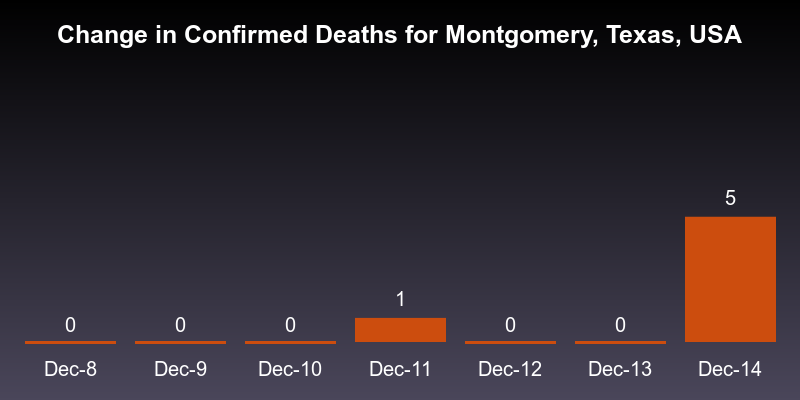 Change in Confirmed Deaths for Montgomery, Texas, USA
5
1
0 0 0 0 0
Dec-8 Dec-9 Dec-10 Dec-11 Dec-12 Dec-13 Dec-14